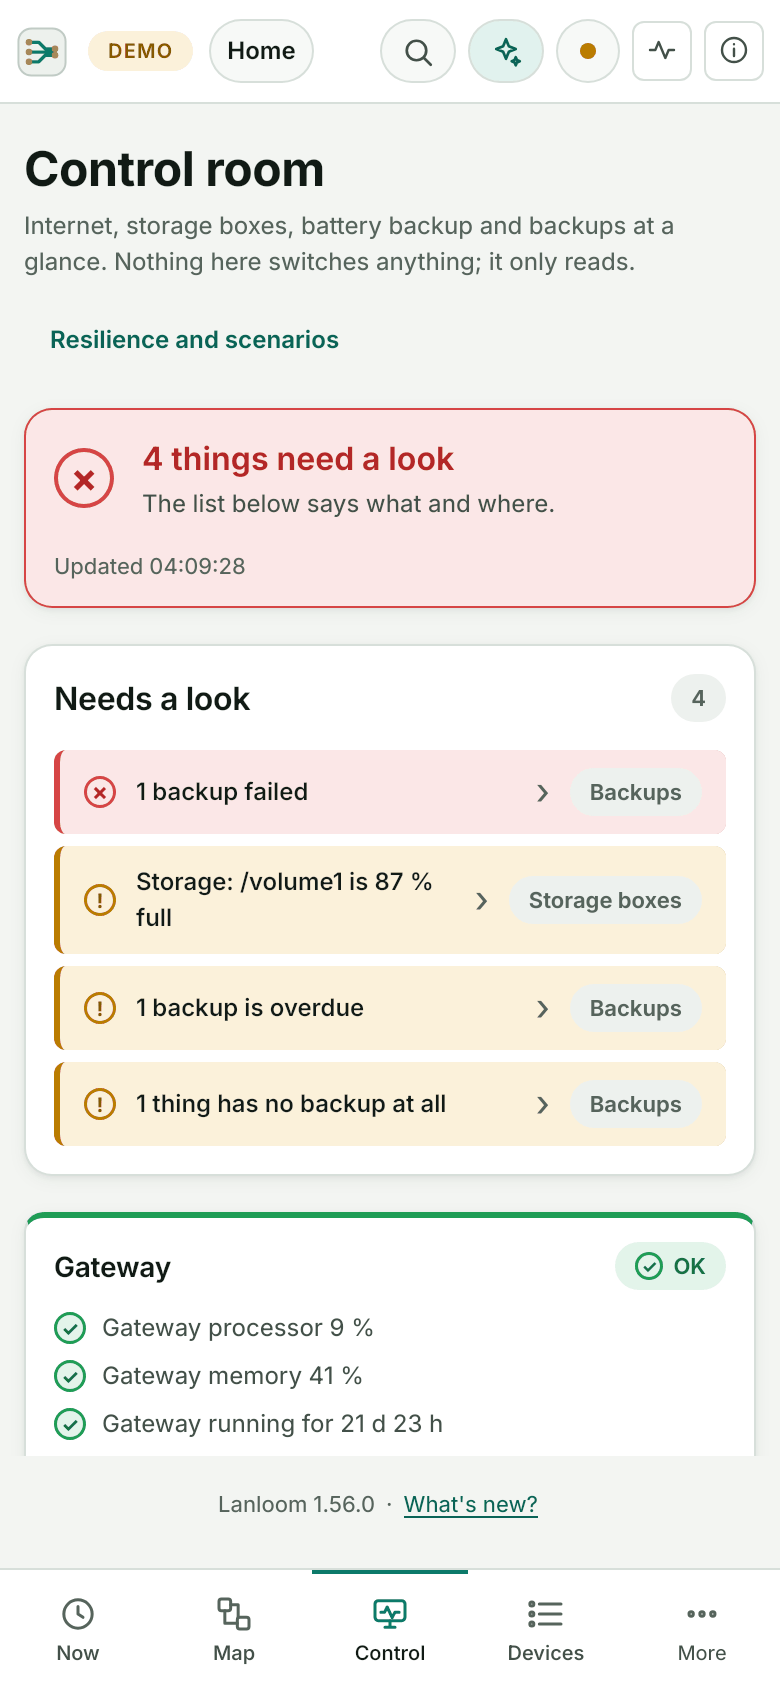 DEMO
Home
Control room
Internet, storage boxes, battery backup and backups at a
glance. Nothing here switches anything; it only reads.
Resilience and scenarios
4 things need a look
The list below says what and where.
Updated 04:09:28
Needs a look
4
1 backup failed
Backups
Storage: /volume1 is 87 %
full
Storage boxes
1 backup is overdue
Backups
1 thing has no backup at all
Backups
Gateway
OK
Gateway processor 9 %
Gateway memory 41 %
Gateway running for 21 d 23 h
Lanloom 1.56.0 · What's new?
Now
Map
Control
Devices
More